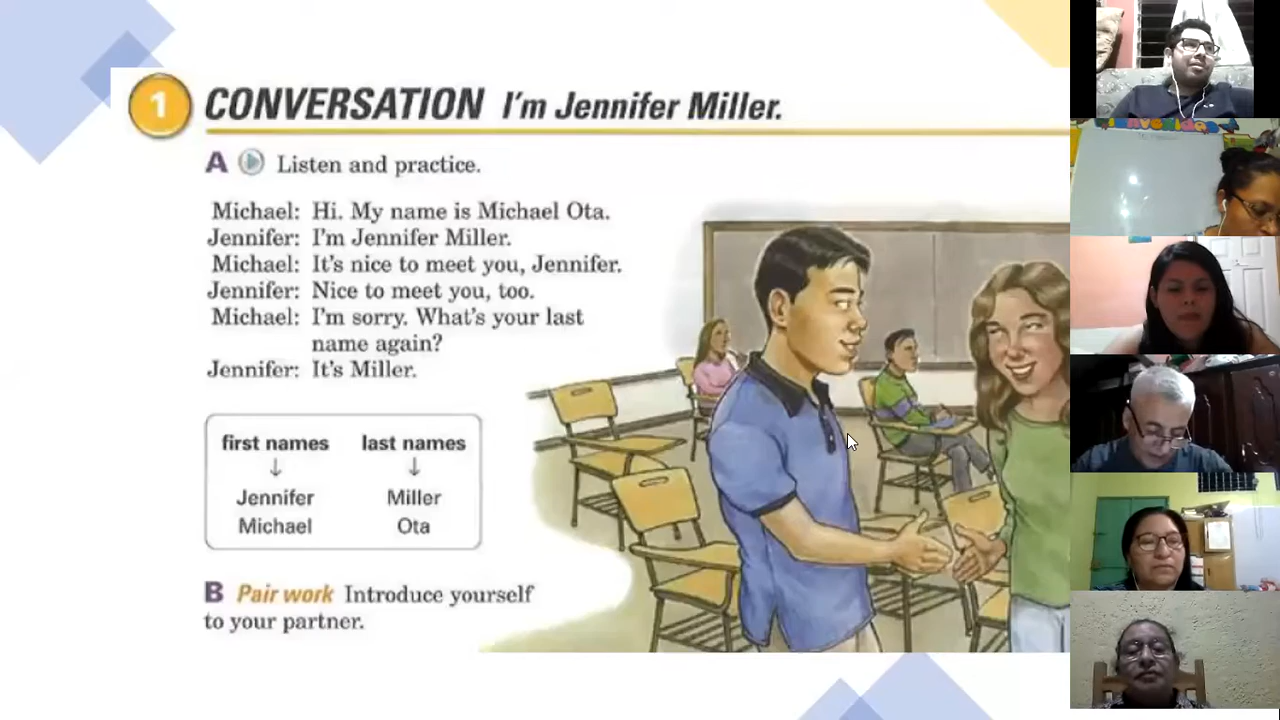 1 CONVERSATION I'm Jennifer Miller.
A Listen and practice.
Michael: Hi. My name is Michael Ota.
Jennifer: I'm Jennifer Miller.
Michael: It's nice to meet you, Jennifer.
Jennifer: Nice to meet you, too.
Michael: I'm sorry. What's your last
name again?
Jennifer: It's Miller.
first names last names
↓ ↓
Jennifer Miller
Michael Ota
B Pair work Introduce yourself
to your partner.